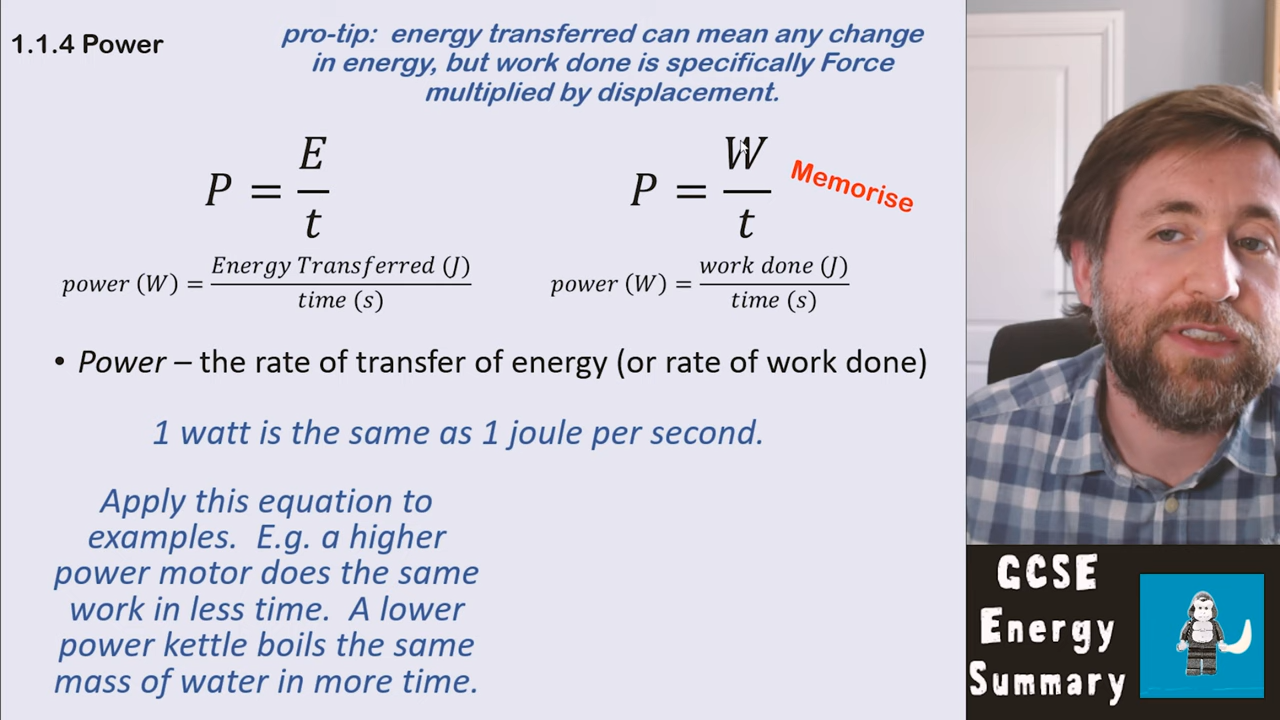 1.1.4 Power
pro-tip: energy transferred can mean any change
in energy, but work done is specifically Force
multiplied by displacement.
P = E/t
P = W/t
Memorise
power (W) = Energy Transferred (J)/time (s)
power (W) = work done (J)/time (s)
• Power – the rate of transfer of energy (or rate of work done)
1 watt is the same as 1 joule per second.
Apply this equation to
examples. E.g. a higher
power motor does the same
work in less time. A lower
power kettle boils the same
mass of water in more time.
GCSE
Energy
Summary